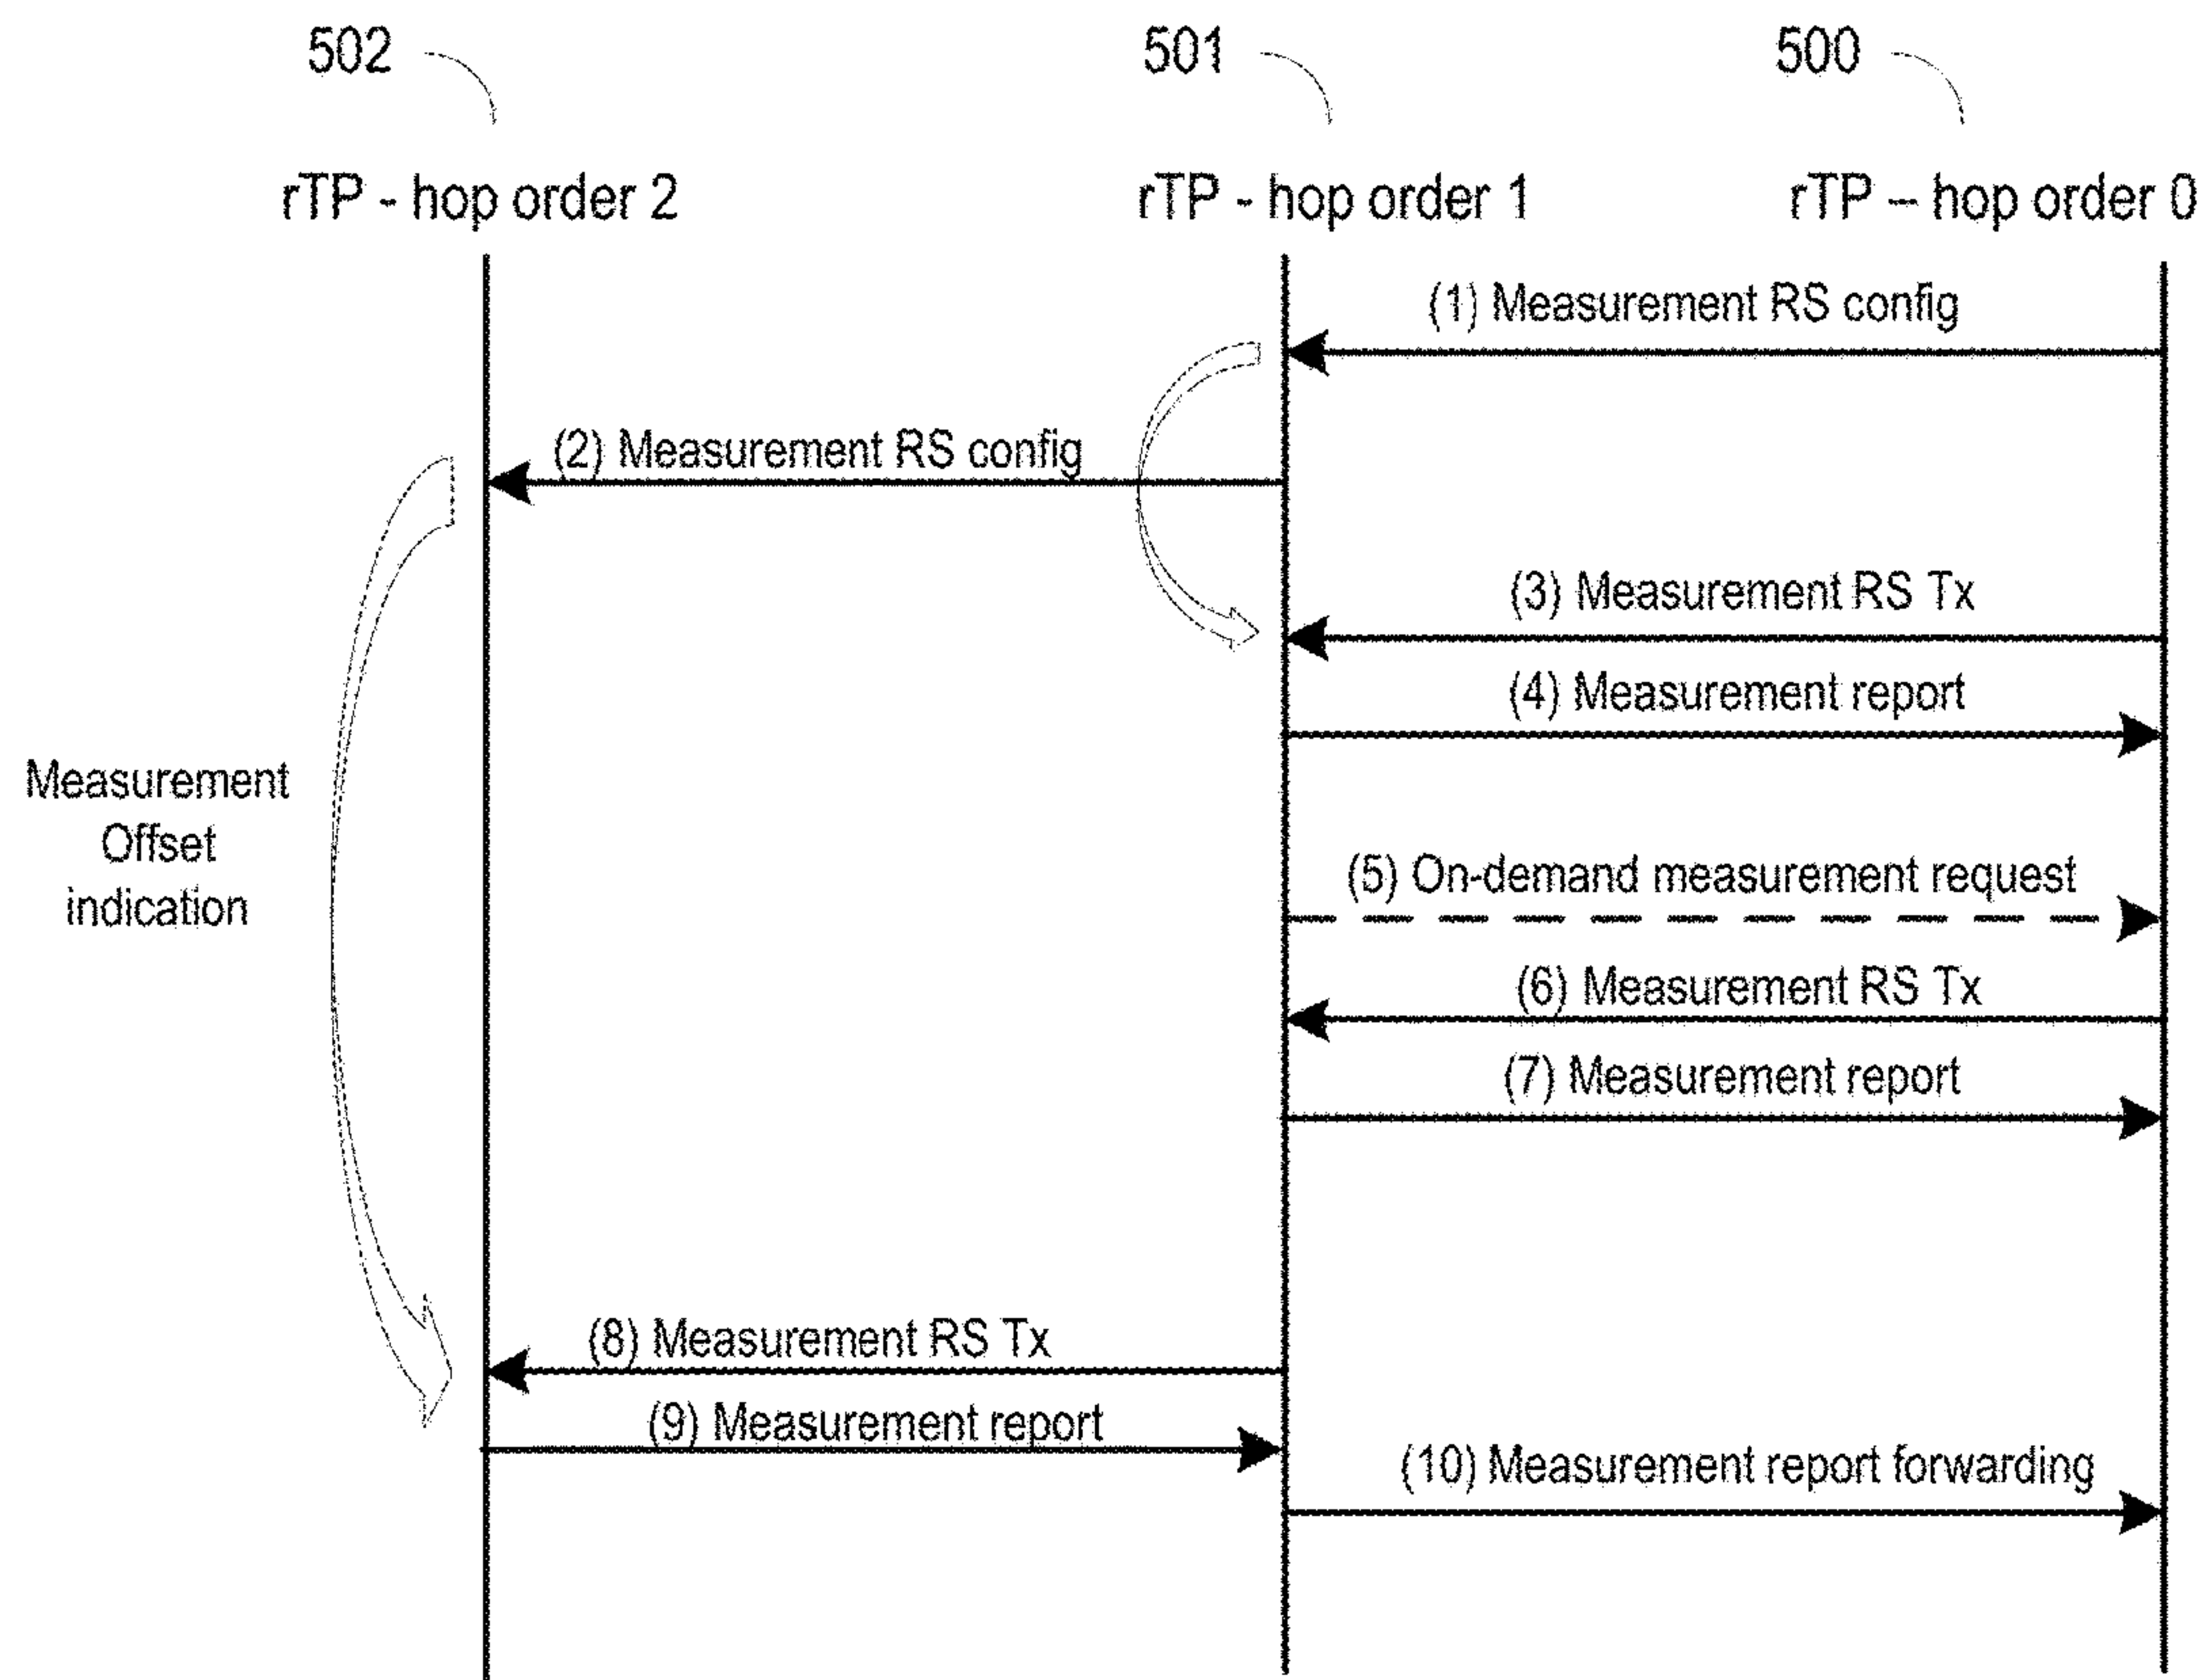 502
501
500
rTP - hop order 2
rTP - hop order 1
rTP – hop order 0
(1) Measurement RS config
(2) Measurement RS config
(3) Measurement RS Tx
(4) Measurement report
Measurement
Offset
indication
(5) On-demand measurement request
(6) Measurement RS Tx
(7) Measurement report
(8) Measurement RS Tx
(9) Measurement report
(10) Measurement report forwarding